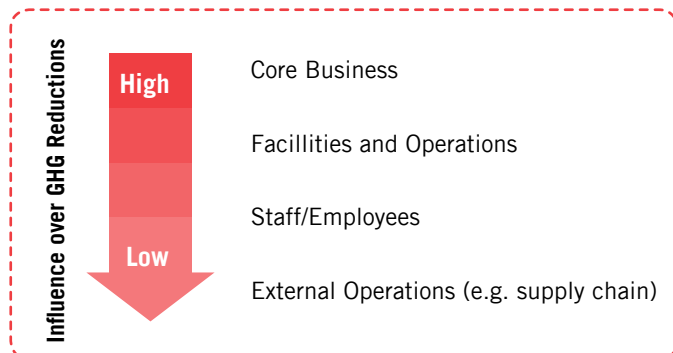 Influence over GHG Reductions
High
Core Business
Facillities and Operations
Staff/Employees
Low
External Operations (e.g. supply chain)